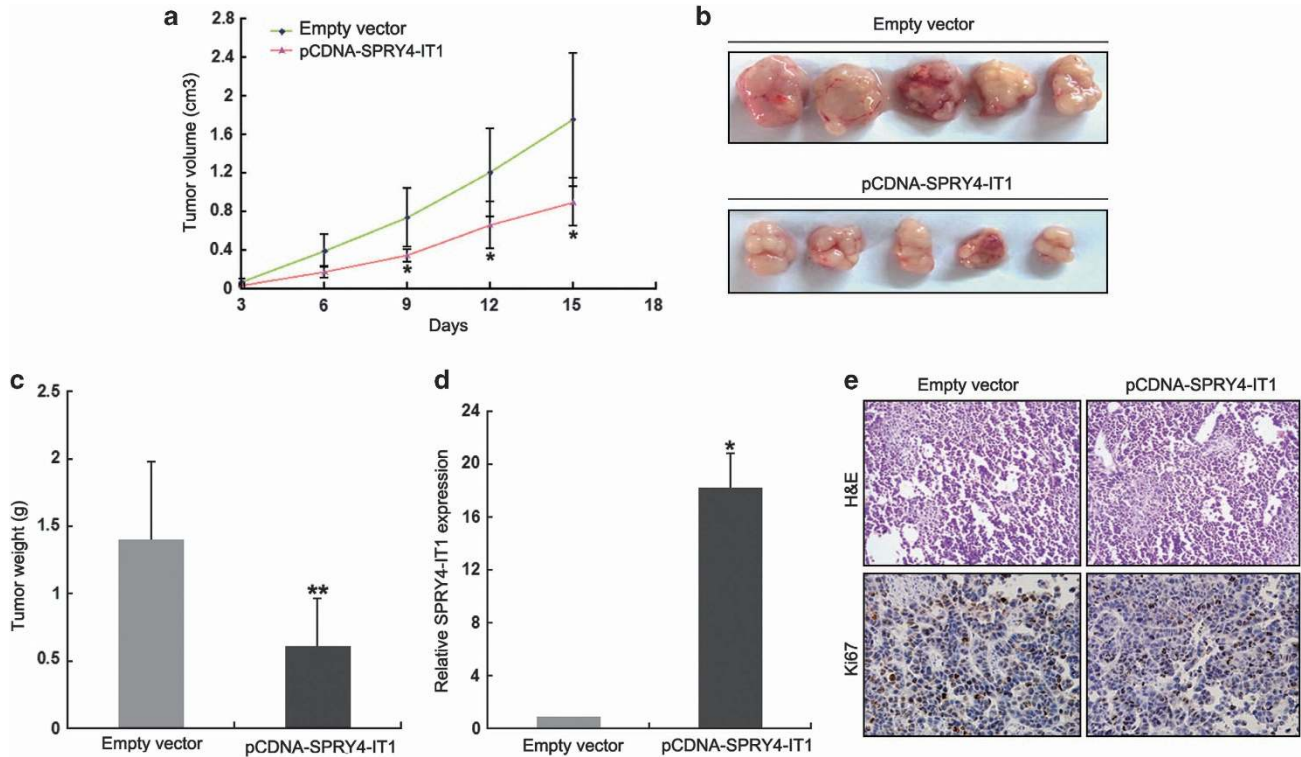 a
2.8
2.4
2
1.6
1.2
0.8
0.4
0
Tumor volume (cm3)
Empty vector
pCDNA-SPRY4-IT1
*
*
*
3
6
9
12
15
18
Days
b
Empty vector
pCDNA-SPRY4-IT1
c
2.5
2
1.5
1
0.5
0
Tumor weight (g)
**
Empty vector
pCDNA-SPRY4-IT1
d
24
20
16
12
8
4
0
Relative SPRY4-IT1 expression
*
Empty vector
pCDNA-SPRY4-IT1
e
Empty vector
pCDNA-SPRY4-IT1
H&E
Ki67